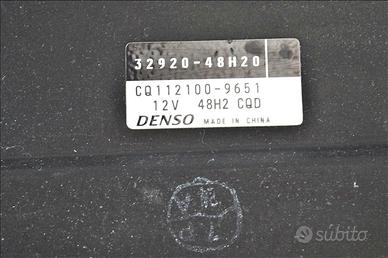 32920-48H20
CQ112100-9651
12V 48H2 CQD
DENSO MADE IN CHINA
subito